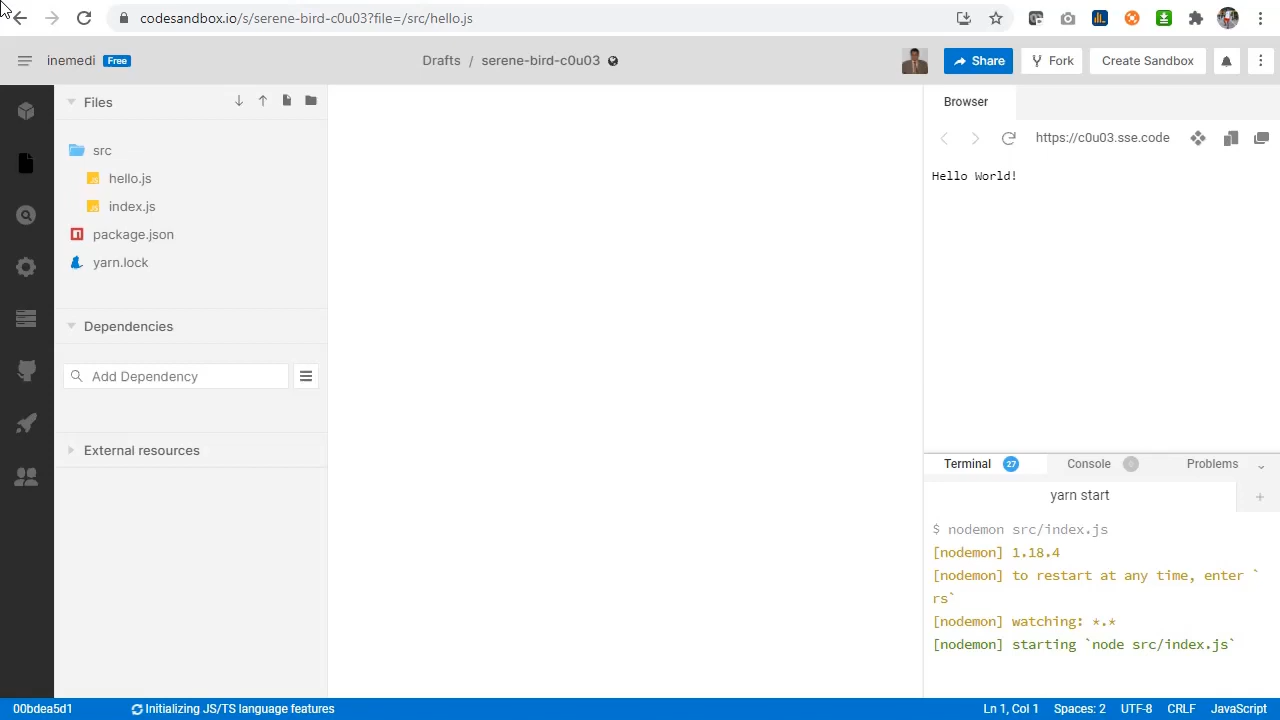 codesandbox.io/s/serene-bird-c0u03?file=/src/hello.js
inemedi Free
Drafts / serene-bird-c0u03
Share
Fork
Create Sandbox
Files
src
hello.js
index.js
package.json
yarn.lock
Dependencies
Add Dependency
External resources
Browser
https://c0u03.sse.code
Hello World!
Terminal 27 Console 0 Problems
yarn start
$ nodemon src/index.js
[nodemon] 1.18.4
[nodemon] to restart at any time, enter `
rs`
[nodemon] watching: *.*
[nodemon] starting `node src/index.js`
00bdea5d1 Initializing JS/TS language features Ln 1, Col 1 Spaces: 2 UTF-8 CRLF JavaScript